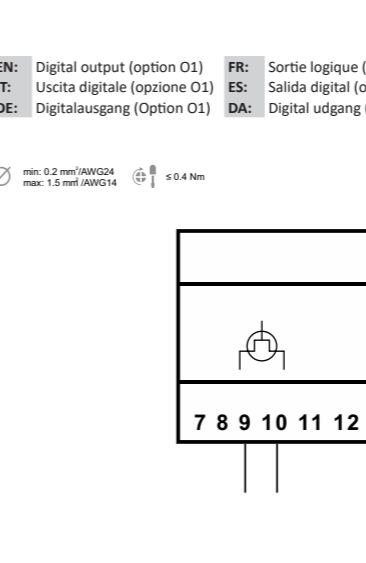 EN: Digital output (option O1) FR: Sortie logique (
IT: Uscita digitale (opzione O1) ES: Salida digital (o
DE: Digitalausgang (Option O1) DA: Digital udgang (
min: 0.2 mm²/AWG24
max: 1.5 mm²/AWG14
≤ 0.4 Nm
7 8 9 10 11 12